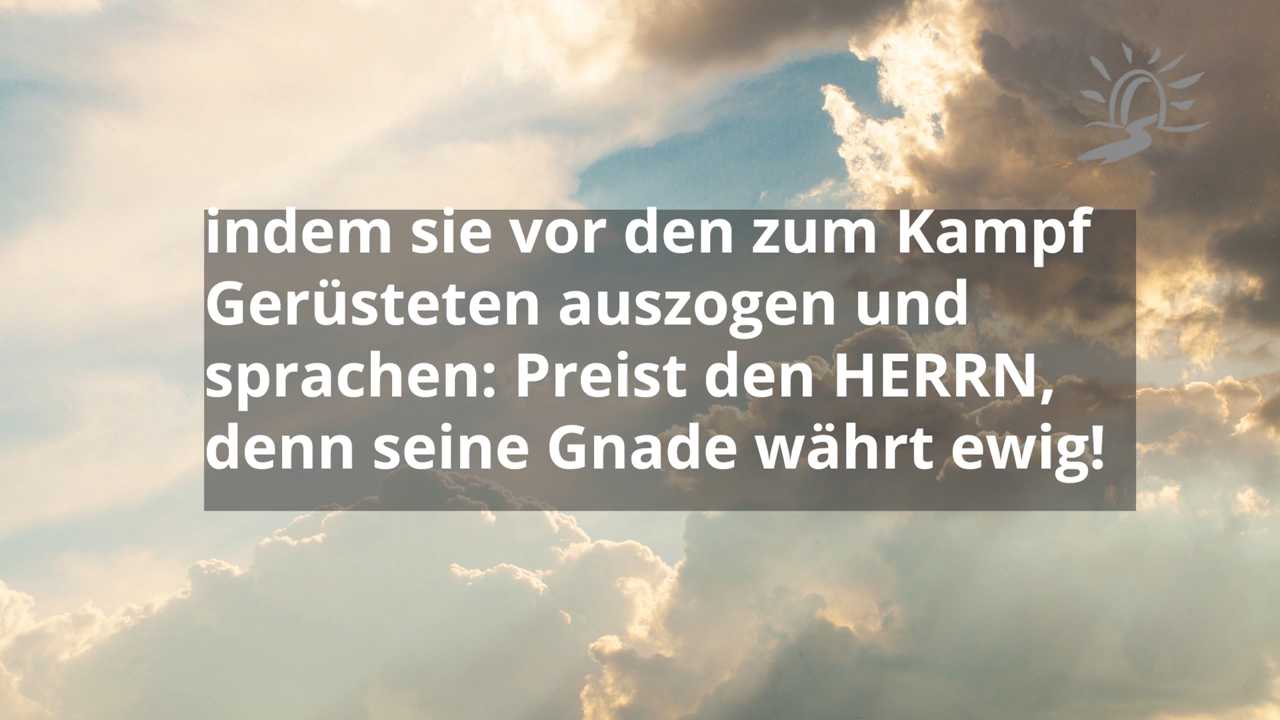 indem sie vor den zum Kampf
Gerüsteten auszogen und
sprachen: Preist den HERRN,
denn seine Gnade währt ewig!